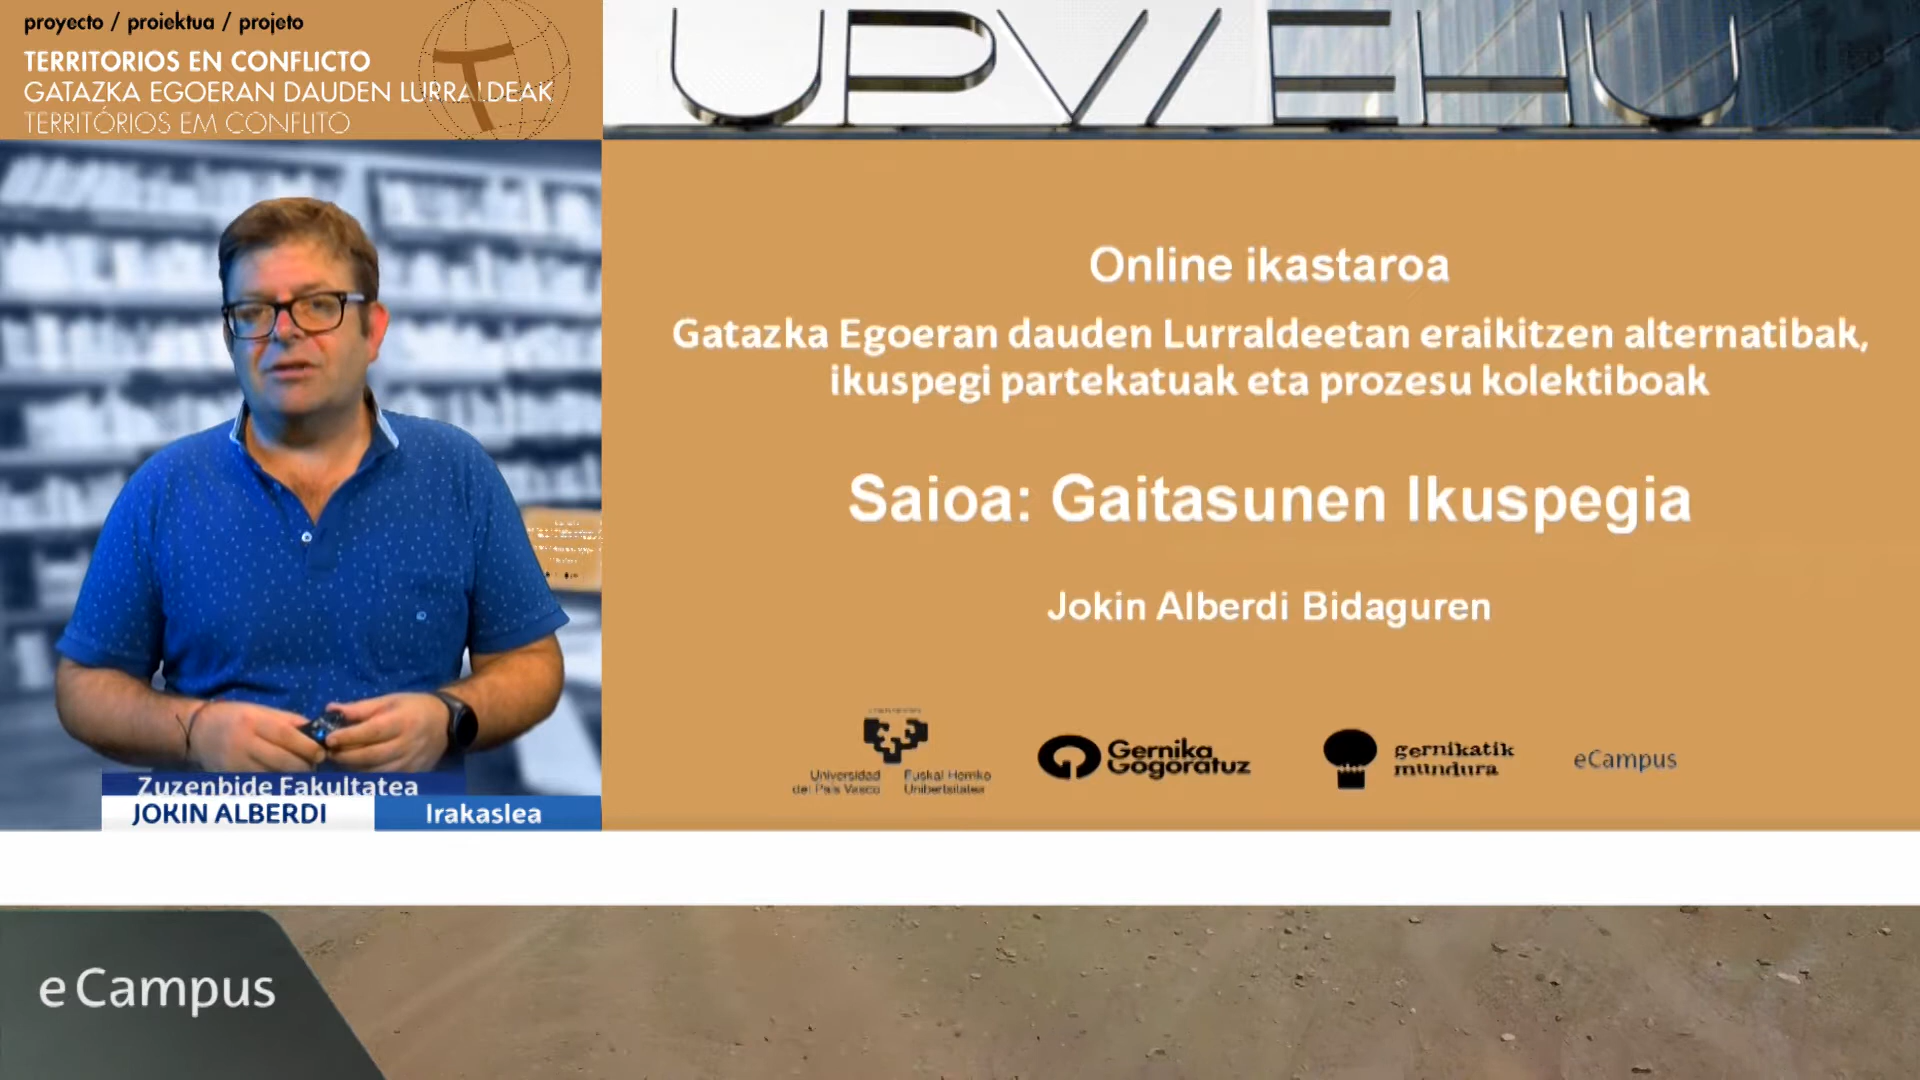 proyecto / proiektua / projeto
TERRITORIOS EN CONFLICTO
GATAZKA EGOERAN DAUDEN LURRALDEAK
TERRITÓRIOS EM CONFLITO
UPV/EHU
Online ikastaroa
Gatazka Egoeran dauden Lurraldeetan eraikitzen alternatibak,
ikuspegi partekatuak eta prozesu kolektiboak
Saioa: Gaitasunen Ikuspegia
Jokin Alberdi Bidaguren
Universidad
del País Vasco
Euskal Herriko
Unibertsitatea
Gernika
Gogoratuz
gernikatik
mundura
eCampus
Zuzenbide Fakultatea
JOKIN ALBERDI
Irakaslea
eCampus